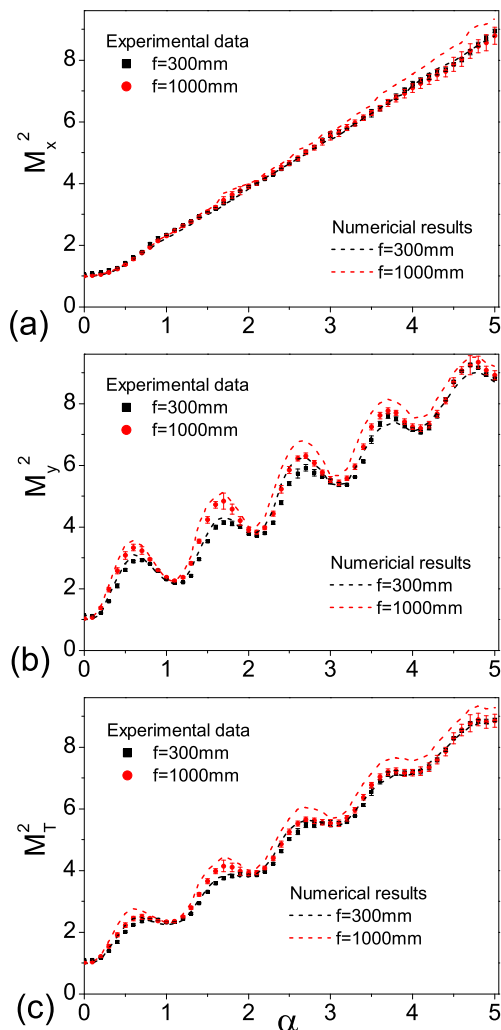 Experimental data
f=300mm
f=1000mm
8
6
4
2
0
M_x^2
Numericial results
f=300mm
f=1000mm
0 1 2 3 4 5
(a)
Experimental data
f=300mm
f=1000mm
8
6
4
2
0
M_y^2
Numericial results
f=300mm
f=1000mm
0 1 2 3 4 5
(b)
Experimental data
f=300mm
f=1000mm
8
6
4
2
0
M_T^2
Numerical results
f=300mm
f=1000mm
0 1 2 3 4 5
(c) α